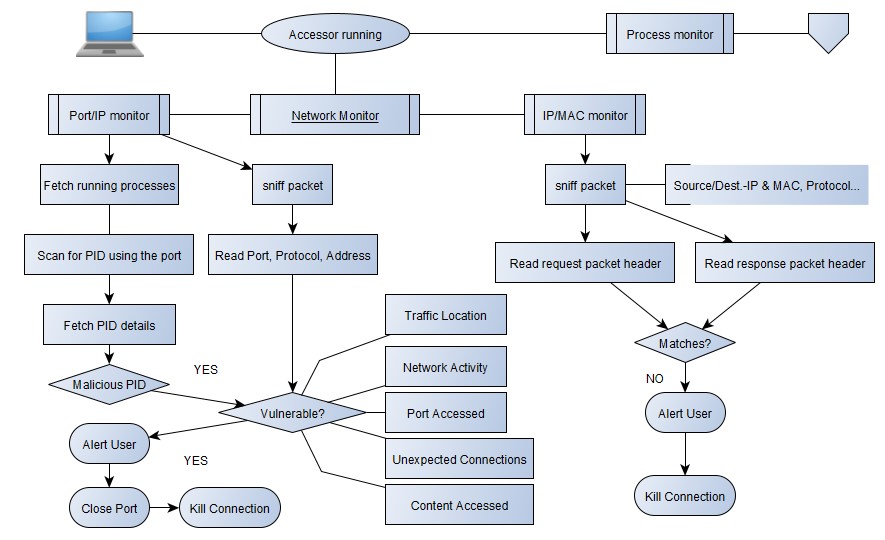 Accessor running
Process monitor
Port/IP monitor
Network Monitor
IP/MAC monitor
Fetch running processes
sniff packet
sniff packet
Source/Dest.-IP & MAC, Protocol...
Scan for PID using the port
Read Port, Protocol, Address
Read request packet header
Read response packet header
Traffic Location
Fetch PID details
Matches?
Network Activity
YES
Malicious PID
NO
Vulnerable?
Port Accessed
Alert User
Alert User
YES
Unexpected Connections
Close Port
Kill Connection
Content Accessed
Kill Connection